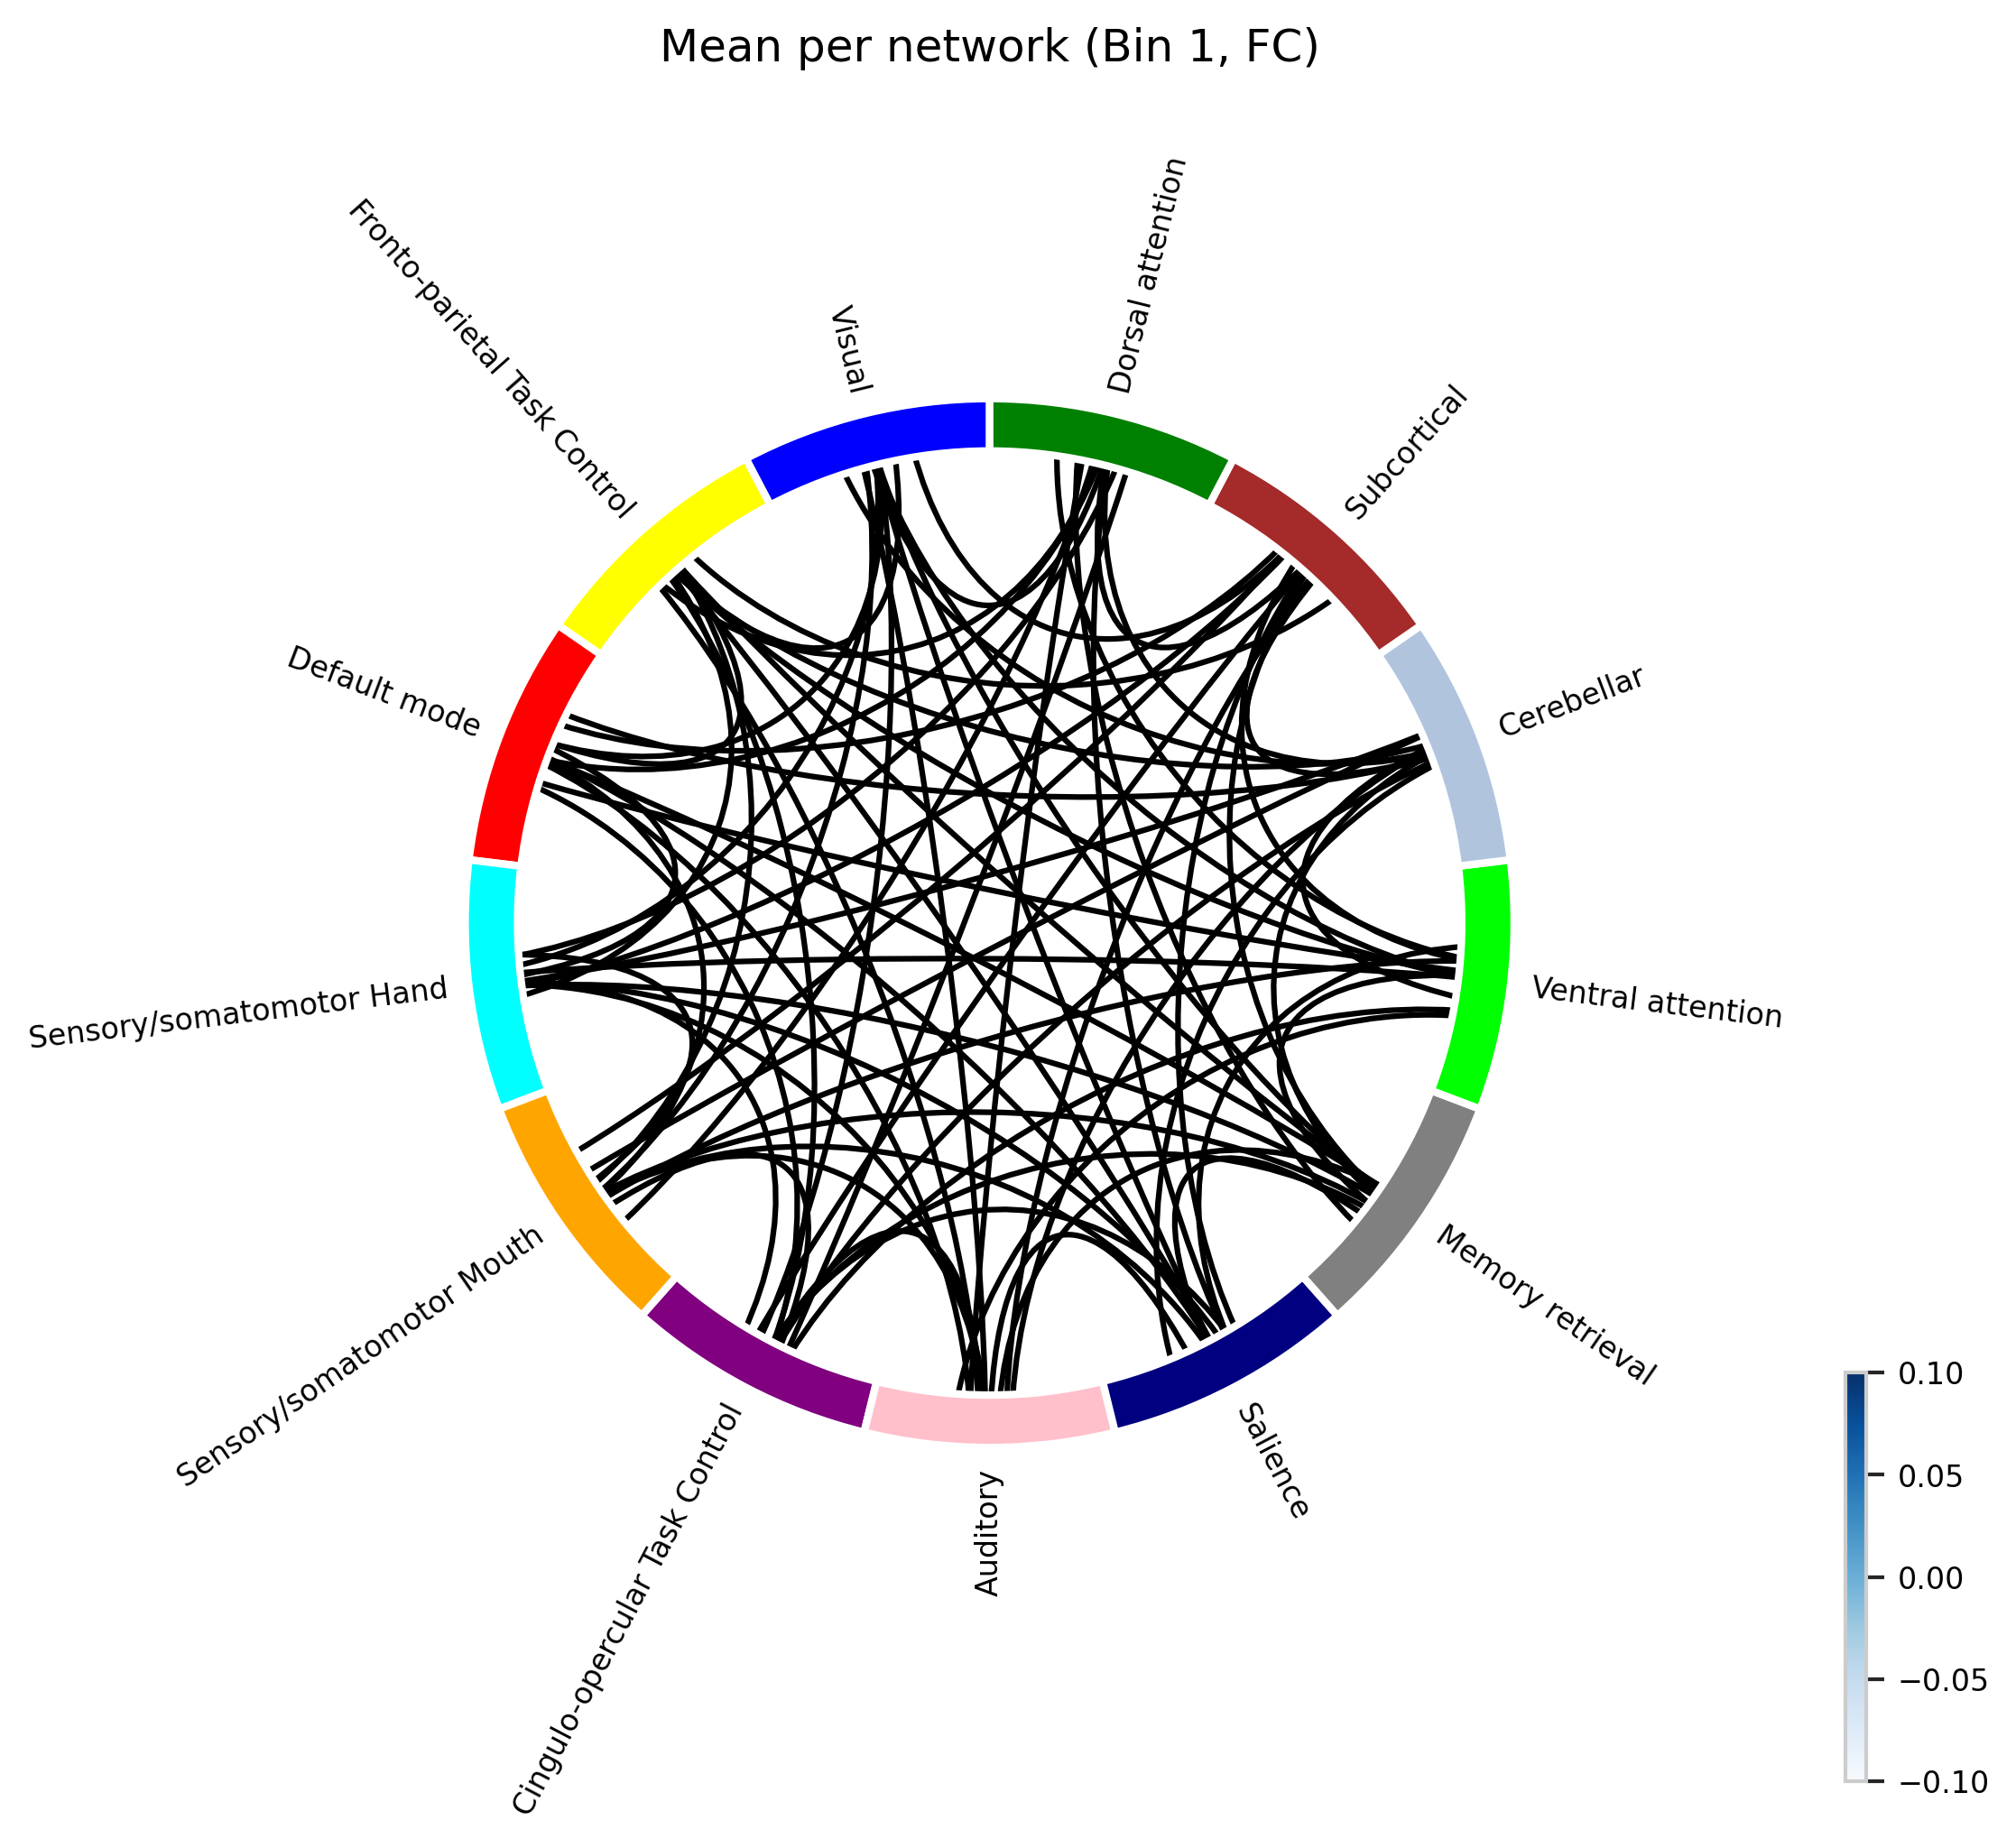 Mean per network (Bin 1, FC)
Dorsal attention
Visual
Fronto-parietal Task Control
Default mode
Sensory/somatomotor Hand
Sensory/somatomotor Mouth
Cingulo-opercular Task Control
Auditory
Salience
Memory retrieval
Ventral attention
Cerebellar
Subcortical
0.10
0.05
0.00
−0.05
−0.10